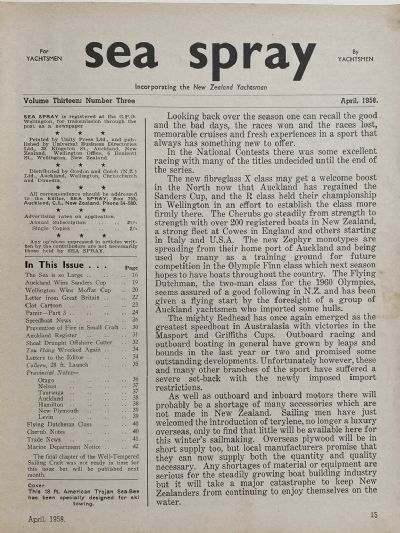 For
YACHTSMEN
sea spray
By
YACHTSMEN
Incorporating the New Zealand Yachtsman
Volume Thirteen: Number Three
April, 1958.
SEA SPRAY is registered at the G.P.O.
Wellington, for transmission through the
post as a newspaper
★ ★ ★
Printed by Unity Press Ltd., and pub-
lished by Universal Business Directories
Ltd., Kingston St., Auckland, New
Zealand. Wellington Office,
St., Wellington, New Zealand.
★ ★ ★
Distributed by Gordon and Gotch (N.Z.)
Ltd., Auckland, Wellington, Christchurch
and Dunedin.
★ ★ ★
All correspondence should be addressed
to the Editor, SEA SPRAY, Box
Auckland, C.1., New Zealand. Phone
★ ★ ★
Advertising rates on application.
Annual Subscription
Single Copies
★ ★ ★
Any opinions expressed in articles writ-
ten by the contributors are not necessarily
those held by SEA SPRAY.
In This Issue . . .
Page
The Sea is so Large 16
Auckland Wins Sanders Cup 19
Wellington Wins Moffat Cup 20
Letter from Great Britain 22
Clot Cartoon 23
Pamir—Part 5 24
Speedboat News 26
Prevention of Fire in Small Craft 30
Auckland Register 31
Shoal Draught Offshore Cutter 32
Tau Hong Wrecked Again 34
Letters to the Editor 34
Calleva, 28 ft. Launch 35
Provincial Notes—
Otago 36
Nelson 37
Tauranga 37
Auckland 38
Hamilton 38
New Plymouth 39
Levin 39
Flying Dutchman Class 40
Cherub Notes 40
Trade News 41
Marine Department Notice 42
The final chapter of the Well-Tempered
Sailing Craft was not ready in time for
this issue but will be published next
month.
Cover
This 18 ft. American Trojan Sea-Bee
has been specially designed for ski
towing.
April, 1958.
Looking back over the season one can recall the good
and the bad days, the races won and the races lost,
memorable cruises and fresh experiences in a sport that
always has something new to offer.
In the National Contests there was some excellent
racing with many of the titles undecided until the end of
the series.
The new fibreglass X class may get a welcome boost
in the North now that Auckland has regained the
Sanders Cup, and the R class held their championship
in Wellington in an effort to establish the class more
firmly there. The Cherubs go steadily from strength to
strength with over 200 registered boats in New Zealand,
a strong fleet at Cowes in England and others starting
in Italy and U.S.A. The new Zephyr monotypes are
spreading from their home port of Auckland and being
used by many as a training ground for future
competition in the Olympic Finn class which next season
hopes to have boats throughout the country. The Flying
Dutchman, the two-man class for the 1960 Olympics,
seems assured of a good following in N.Z. and has been
given a flying start by the foresight of a group of
Auckland yachtsmen who imported some hulls.
The mighty Redhead has once again emerged as the
greatest speedboat in Australasia with victories in the
Masport and Griffiths Cups. Outboard racing and
outboard boating in general have grown by leaps and
bounds in the last year or two and promised some
outstanding developments. Unfortunately however, these
and many other branches of the sport have suffered a
severe set-back with the newly imposed import
restrictions.
As well as outboard and inboard motors there will
probably be a shortage of many accessories which are
not made in New Zealand. Sailing men have just
welcomed the introduction of terylene, no longer a luxury
overseas, only to find that little will be available here for
this winter's sailmaking. Overseas plywood will be in
short supply too, but local manufacturers promise that
they can now supply both the quantity and quality
necessary. Any shortages of material or equipment are
serious for the steadily growing boat building industry
but it will take a major catastrophe to keep New
Zealanders from continuing to enjoy themselves on the
water.
15